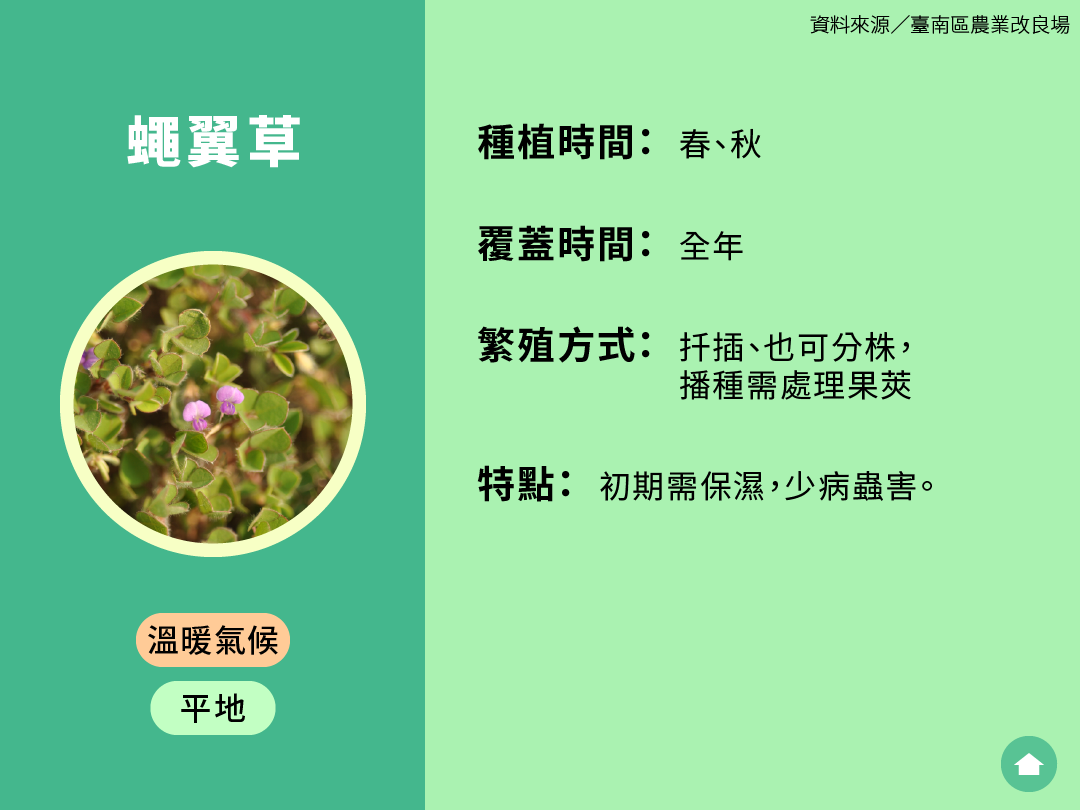 資料來源／臺南區農業改良場
蠅翼草
溫暖氣候
平地
種植時間： 春、秋
覆蓋時間： 全年
繁殖方式： 扦插、也可分株，
播種需處理果莢
特點： 初期需保濕，少病蟲害。